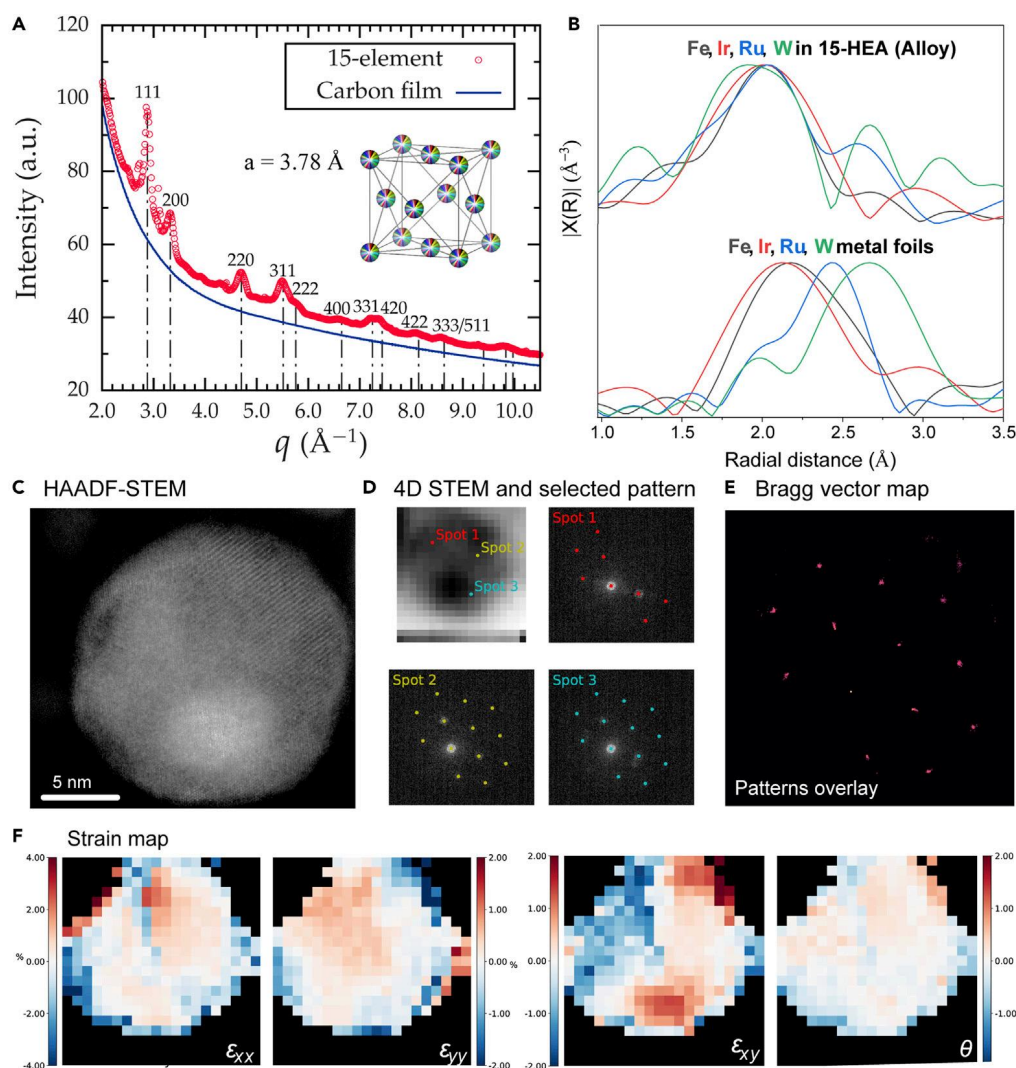 A
120
100
80
60
40
20
Intensity (a.u.)
15-element
Carbon film
a = 3.78 Å
111
200
220
311
222
400
331
420
422
333/511
2.0 3.0 4.0 5.0 6.0 7.0 8.0 9.0 10.0
q (Å⁻¹)
B
Fe, Ir, Ru, W in 15-HEA (Alloy)
Fe, Ir, Ru, W metal foils
|X(R)| (Å⁻³)
1.0 1.5 2.0 2.5 3.0 3.5
Radial distance (Å)
C HAADF-STEM
5 nm
D 4D STEM and selected pattern
Spot 1
Spot 2
Spot 3
Spot 1
Spot 2
Spot 3
E Bragg vector map
Patterns overlay
F Strain map
4.00
2.00
0.00
-2.00
-4.00
%
εxx
εyy
2.00
1.00
0.00
-1.00
-2.00
%
2.00
1.00
0.00
-1.00
-2.00
εxy
θ
2.00
1.00
0.00
-1.00
-2.00